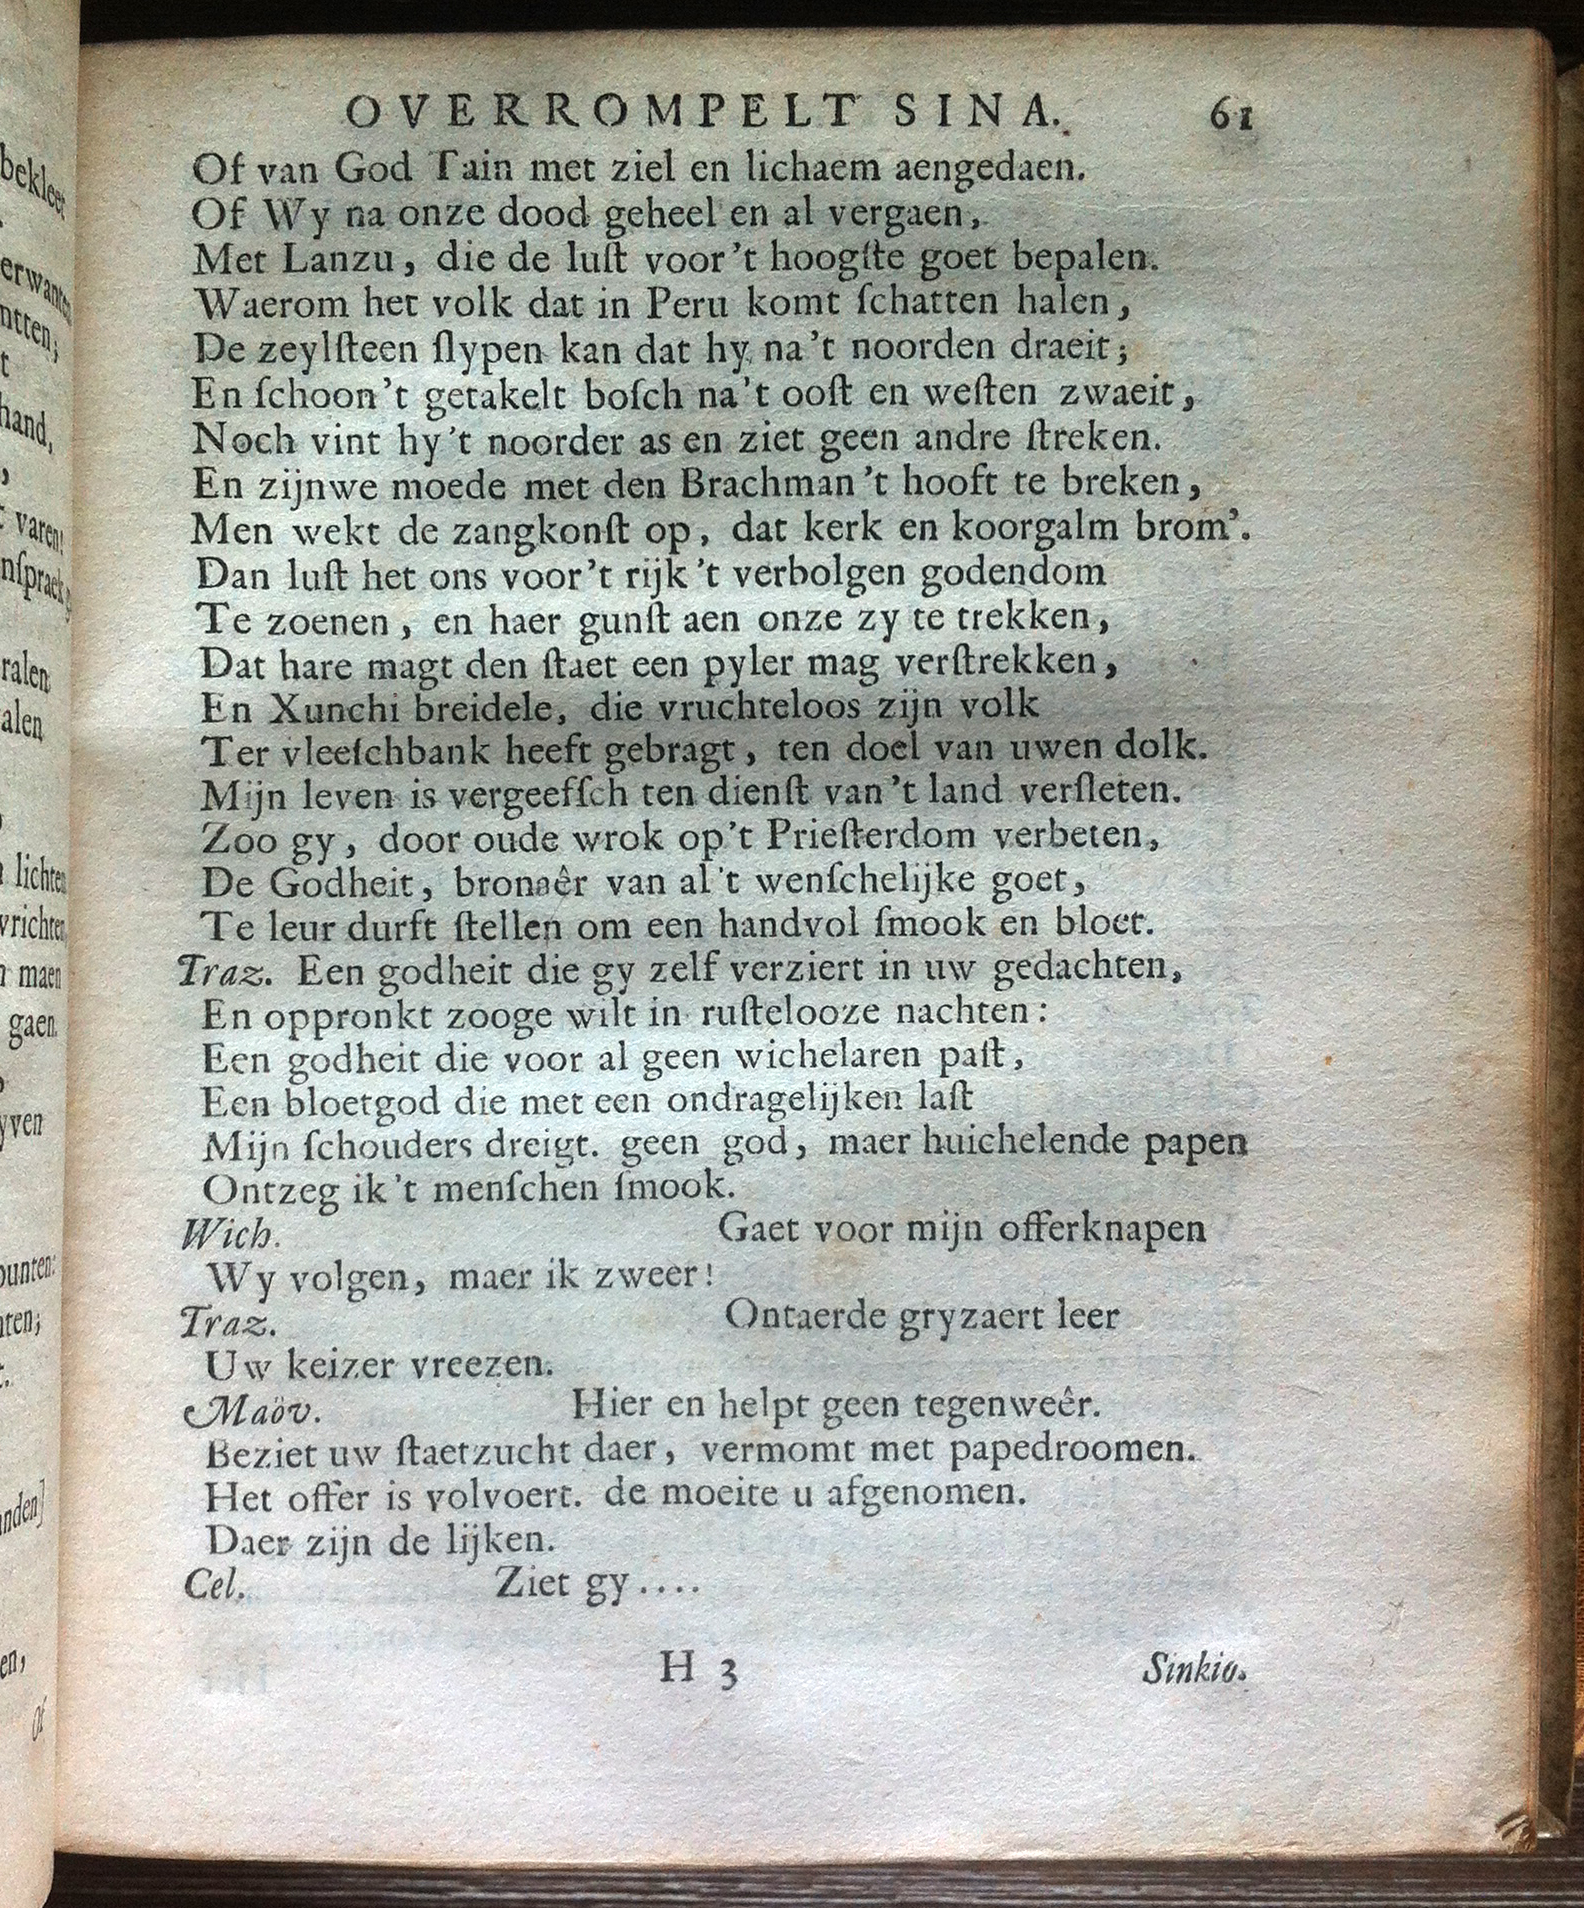 OVERROMPELT SINA. 61
Of van God Tain met ziel en lichaem aengedaen.
Of Wy na onze dood geheel en al vergaen,
Met Lanzu, die de luſt voor't hoogſte goet bepalen.
Waerom het volk dat in Peru komt ſchatten halen,
De zeylſteen ſlypen kan dat hy na't noorden draeit;
En ſchoon't getakelt boſch na't ooſt en weſten zwaeit,
Noch vint hy't noorder as en ziet geen andre ſtreken.
En zijnwe moede met den Brachman't hooft te breken,
Men wekt de zangkonſt op, dat kerk en koorgalm brom'.
Dan luſt het ons voor't rijk 't verbolgen godendom
Te zoenen, en haer gunſt aen onze zy te trekken,
Dat hare magt den ſtaet een pyler mag verſtrekken,
En Xunchi breidele, die vruchteloos zijn volk
Ter vleeſchbank heeft gebragt, ten doel van uwen dolk.
Mijn leven is vergeefſch ten dienſt van't land verſleten.
Zoo gy, door oude wrok op't Prieſterdom verbeten,
De Godheit, bronaêr van al't wenſchelijke goet,
Te leur durft ſtellen om een handvol ſmook en bloet.
Traz. Een godheit die gy zelf verziert in uw gedachten,
En oppronkt zooge wilt in ruſtelooze nachten:
Een godheit die voor al geen wichelaren paſt,
Een bloetgod die met een ondragelijken laſt
Mijn ſchouders dreigt. geen god, maer huichelende papen
Ontzeg ik't menſchen ſmook.
Wich. Gaet voor mijn offerknapen
Wy volgen, maer ik zweer!
Traz. Ontaerde gryzaert leer
Uw keizer vreezen.
Maöv. Hier en helpt geen tegenweêr.
Beziet uw ſtaetzucht daer, vermomt met papedroomen.
Het offer is volvoert. de moeite u afgenomen.
Daer zijn de lijken.
Cel. Ziet gy....
H 3 Sinkio.